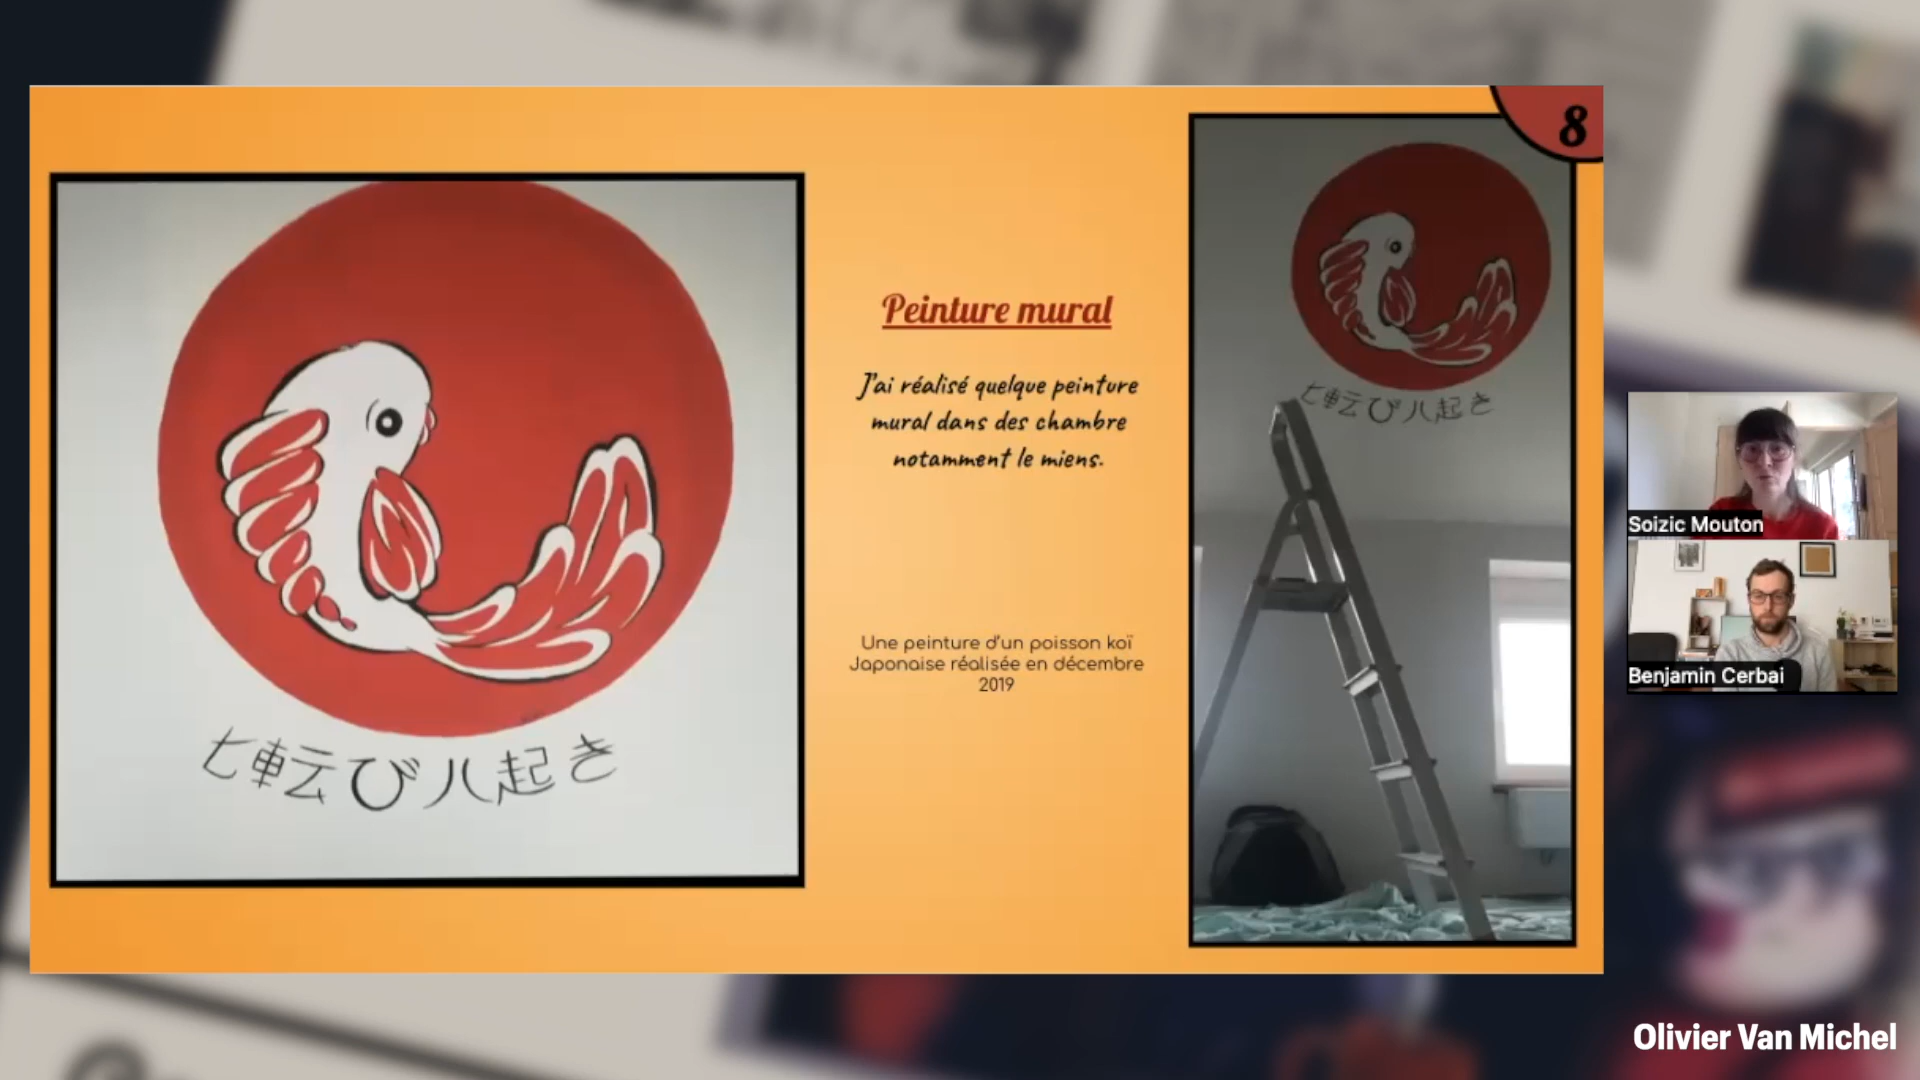 8
Peinture mural
J'ai réalisé quelque peinture
mural dans des chambre
notamment le miens.
Une peinture d'un poisson koï
Japonaise réalisée en décembre
2019
七転び八起き
七転び八起き
Soizic Mouton
Benjamin Cerbai
Olivier Van Michel